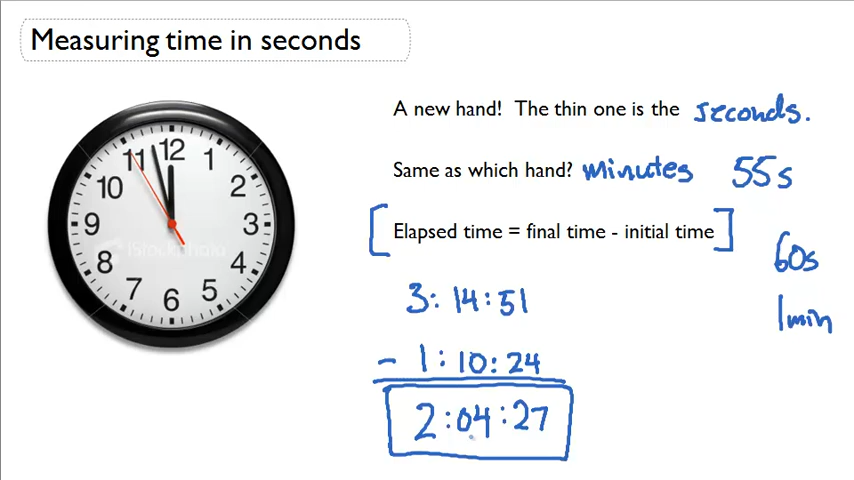 Measuring time in seconds
A new hand! The thin one is the seconds.
Same as which hand? minutes 55s
[Elapsed time = final time - initial time]
60s
1min
3:14:51
- 1:10:24
2:04:27
12
1
2
3
4
5
6
7
8
9
10
11
iStockphoto